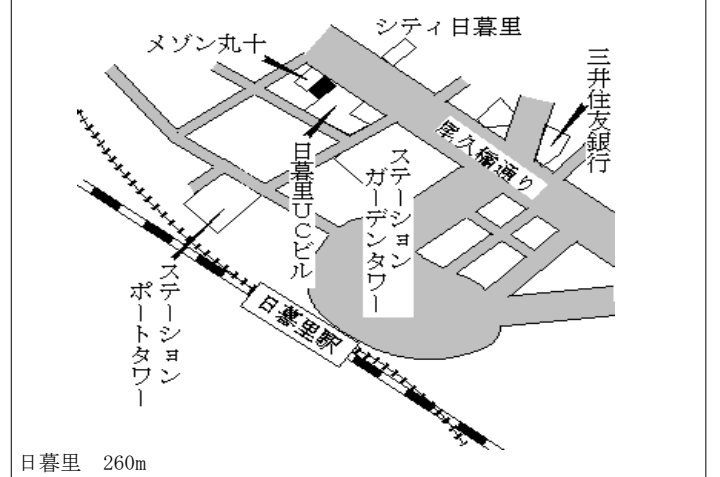 シティ日暮里
メゾン丸十
三井住友銀行
尾久橋通り
日暮里UCビル
ステーション
ガーデンタワー
ステーション
ポートタワー
日暮里駅
日暮里　260m